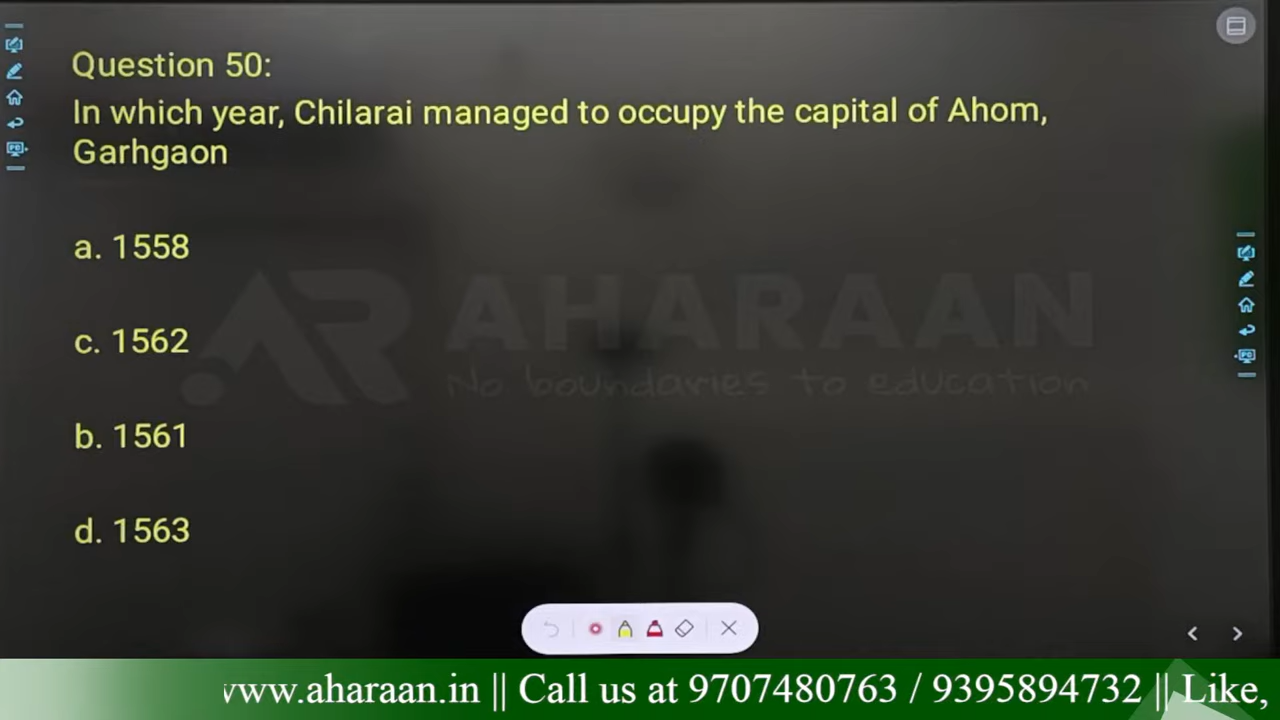 Question 50:
In which year, Chilarai managed to occupy the capital of Ahom,
Garhgaon
a. 1558
c. 1562
b. 1561
d. 1563
AHARAAN
No boundaries to education
www.aharaan.in || Call us at 9707480763 / 9395894732 || Like,